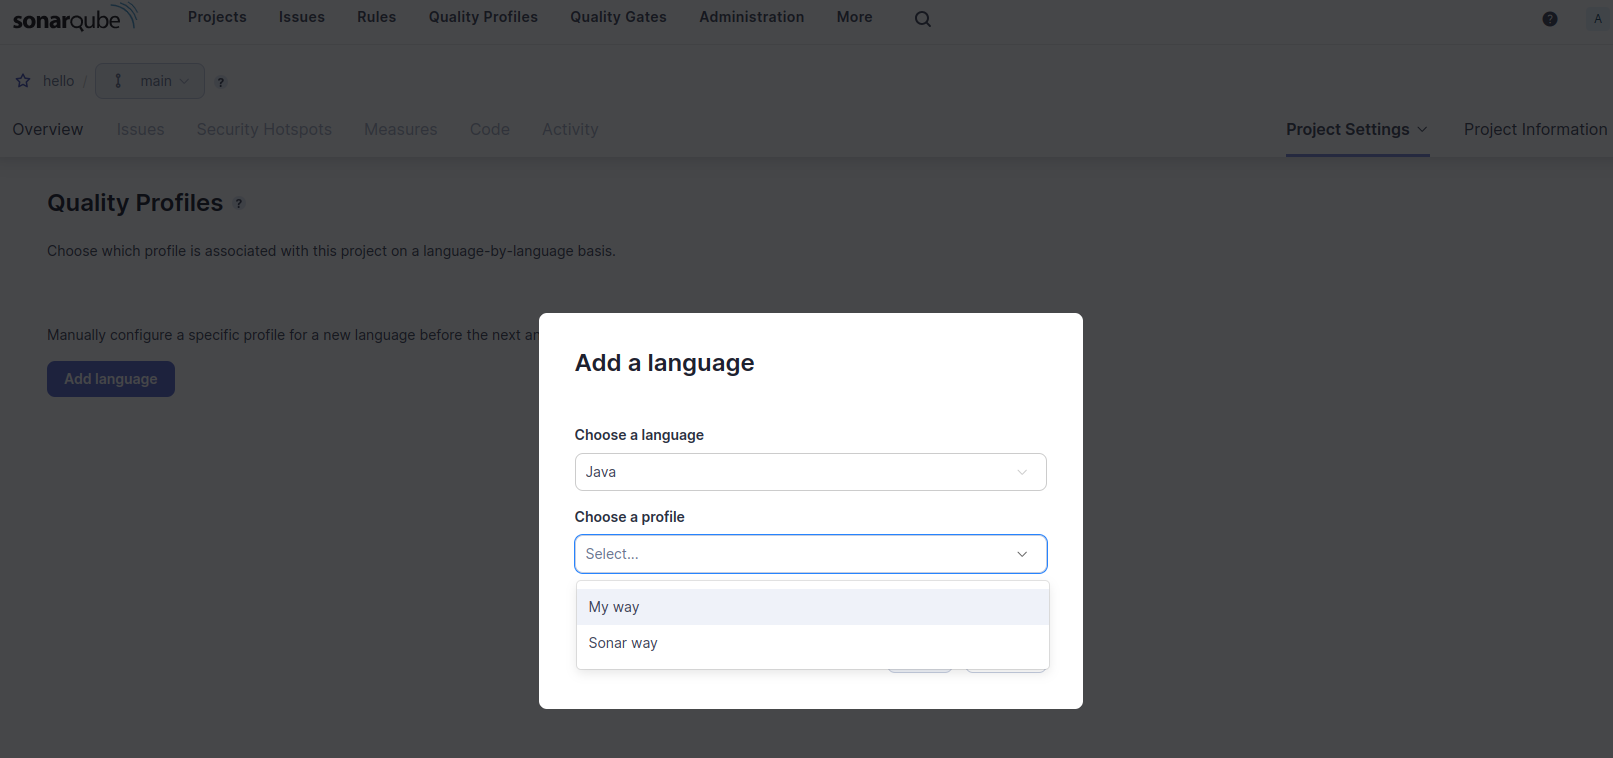 sonarqube Projects Issues Rules Quality Profiles Quality Gates Administration More ? A
hello / main ?
Overview Issues Security Hotspots Measures Code Activity Project Settings Project Information
Quality Profiles ?
Choose which profile is associated with this project on a language-by-language basis.
Manually configure a specific profile for a new language before the next
Add language
Add a language
Choose a language
Java
Choose a profile
Select...
My way
Sonar way